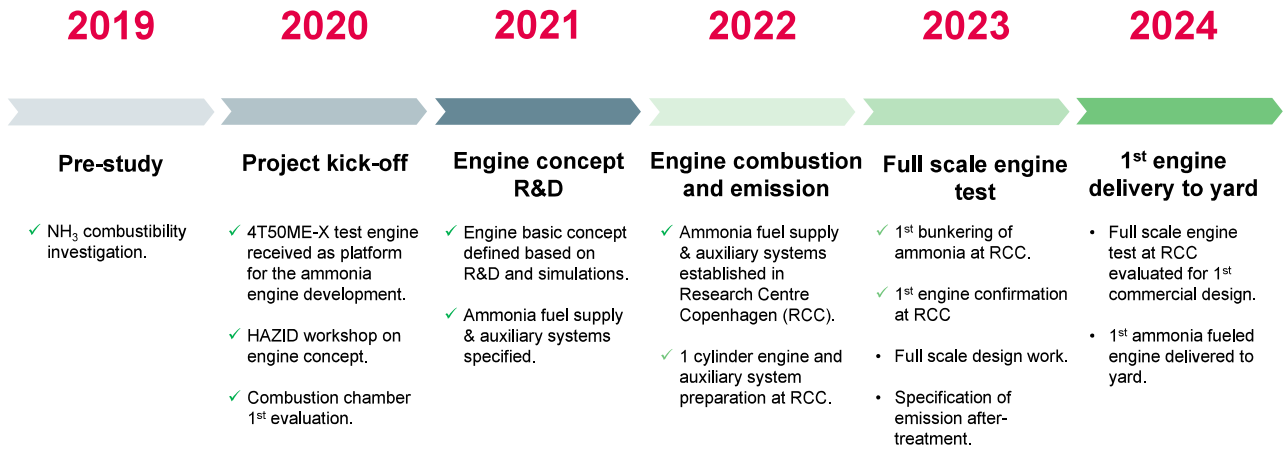 2019
2020
2021
2022
2023
2024
Pre-study
✓ NH₃ combustibility
investigation.
Project kick-off
✓ 4T50ME-X test engine
received as platform
for the ammonia
engine development.
✓ HAZID workshop on
engine concept.
✓ Combustion chamber
1st evaluation.
Engine concept
R&D
✓ Engine basic concept
defined based on
R&D and simulations.
✓ Ammonia fuel supply
& auxiliary systems
specified.
Engine combustion
and emission
✓ Ammonia fuel supply
& auxiliary systems
established in
Research Centre
Copenhagen (RCC).
✓ 1 cylinder engine and
auxiliary system
preparation at RCC.
Full scale engine
test
✓ 1st bunkering of
ammonia at RCC.
✓ 1st engine confirmation
at RCC
• Full scale design work.
• Specification of
emission after-
treatment.
1st engine
delivery to yard
• Full scale engine
test at RCC
evaluated for 1st
commercial design.
• 1st ammonia fueled
engine delivered to
yard.